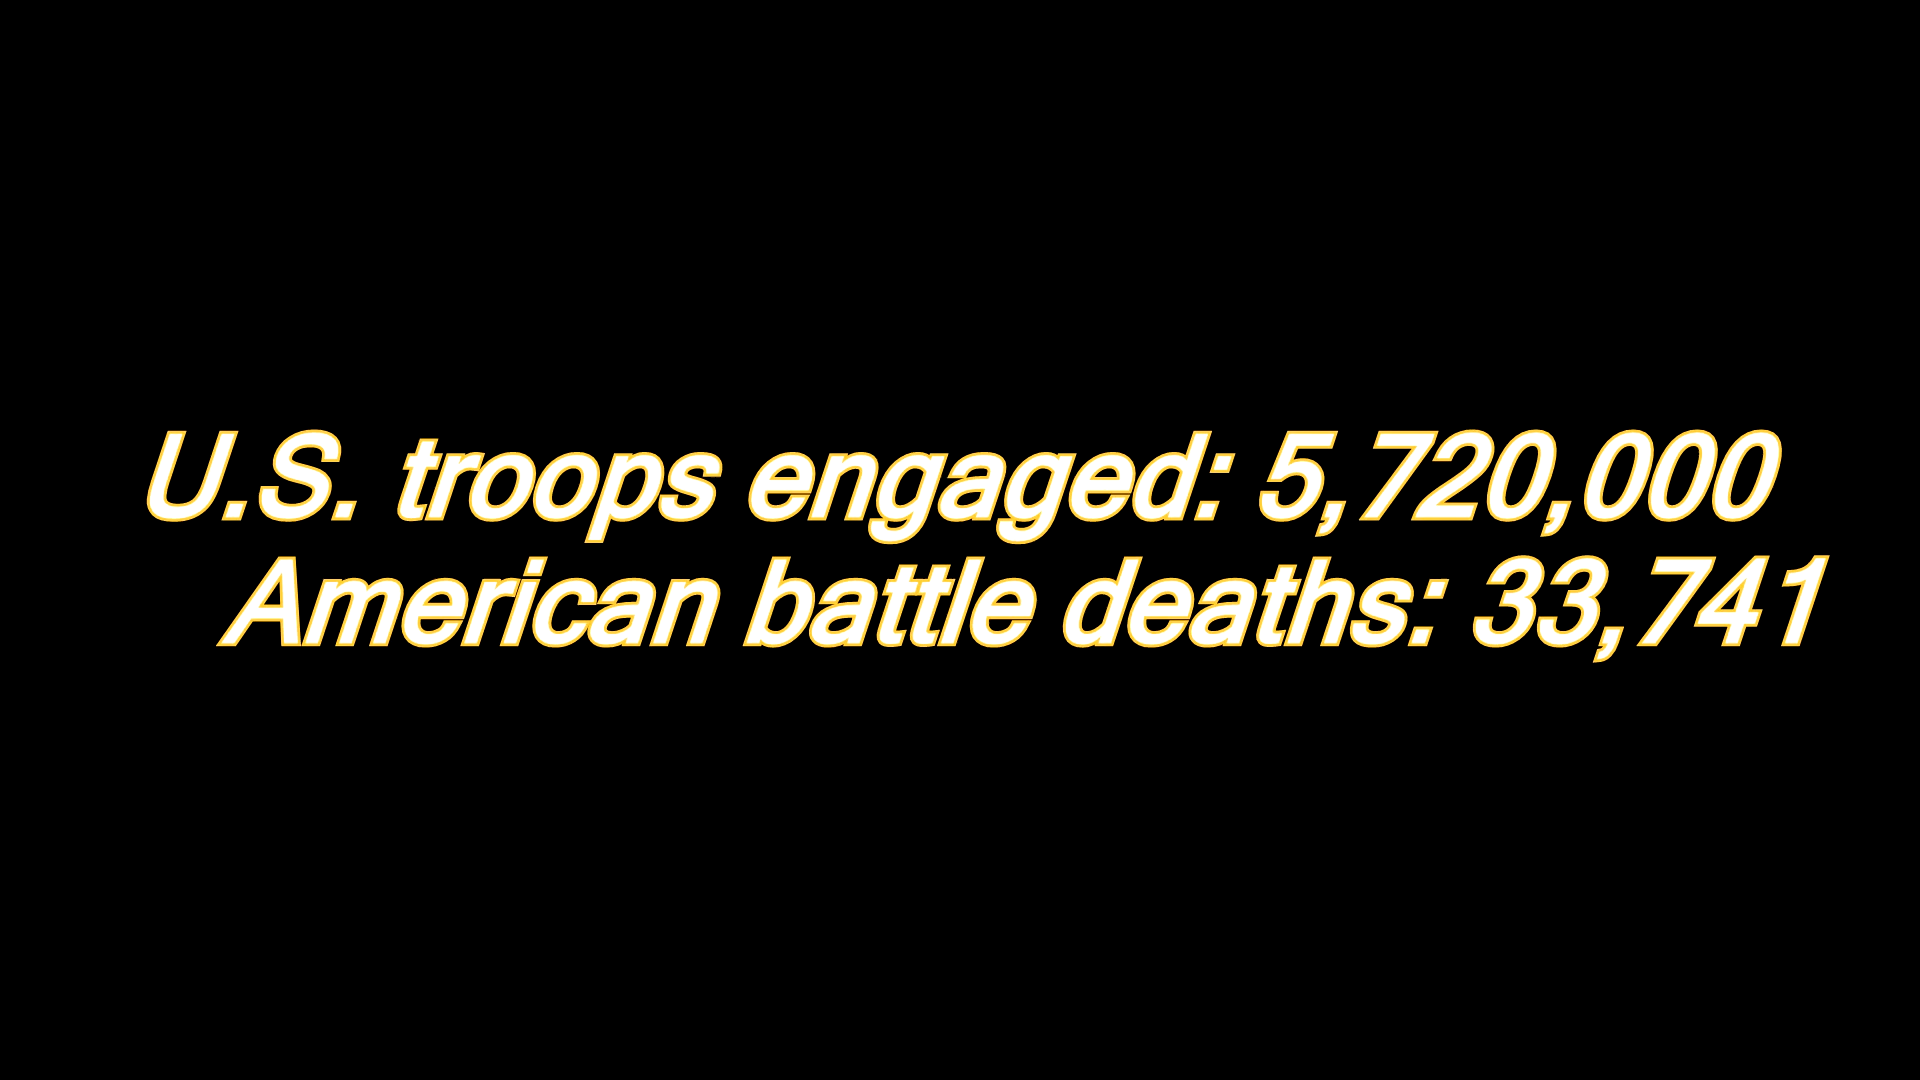 U.S. troops engaged: 5,720,000
American battle deaths: 33,741